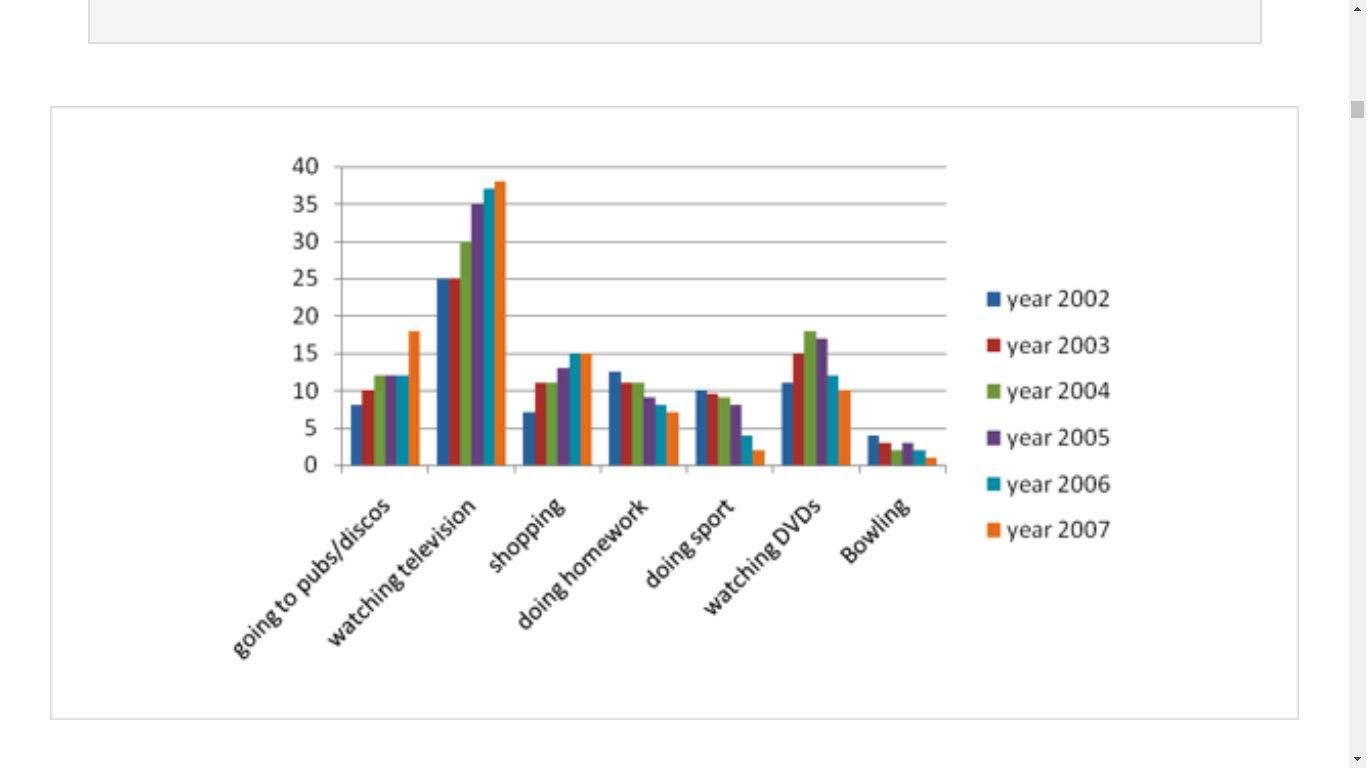 40
35
30
25
20
15
10
5
0
going to pubs/discos
watching television
shopping
doing homework
doing sport
watching DVDs
Bowling
year 2002
year 2003
year 2004
year 2005
year 2006
year 2007